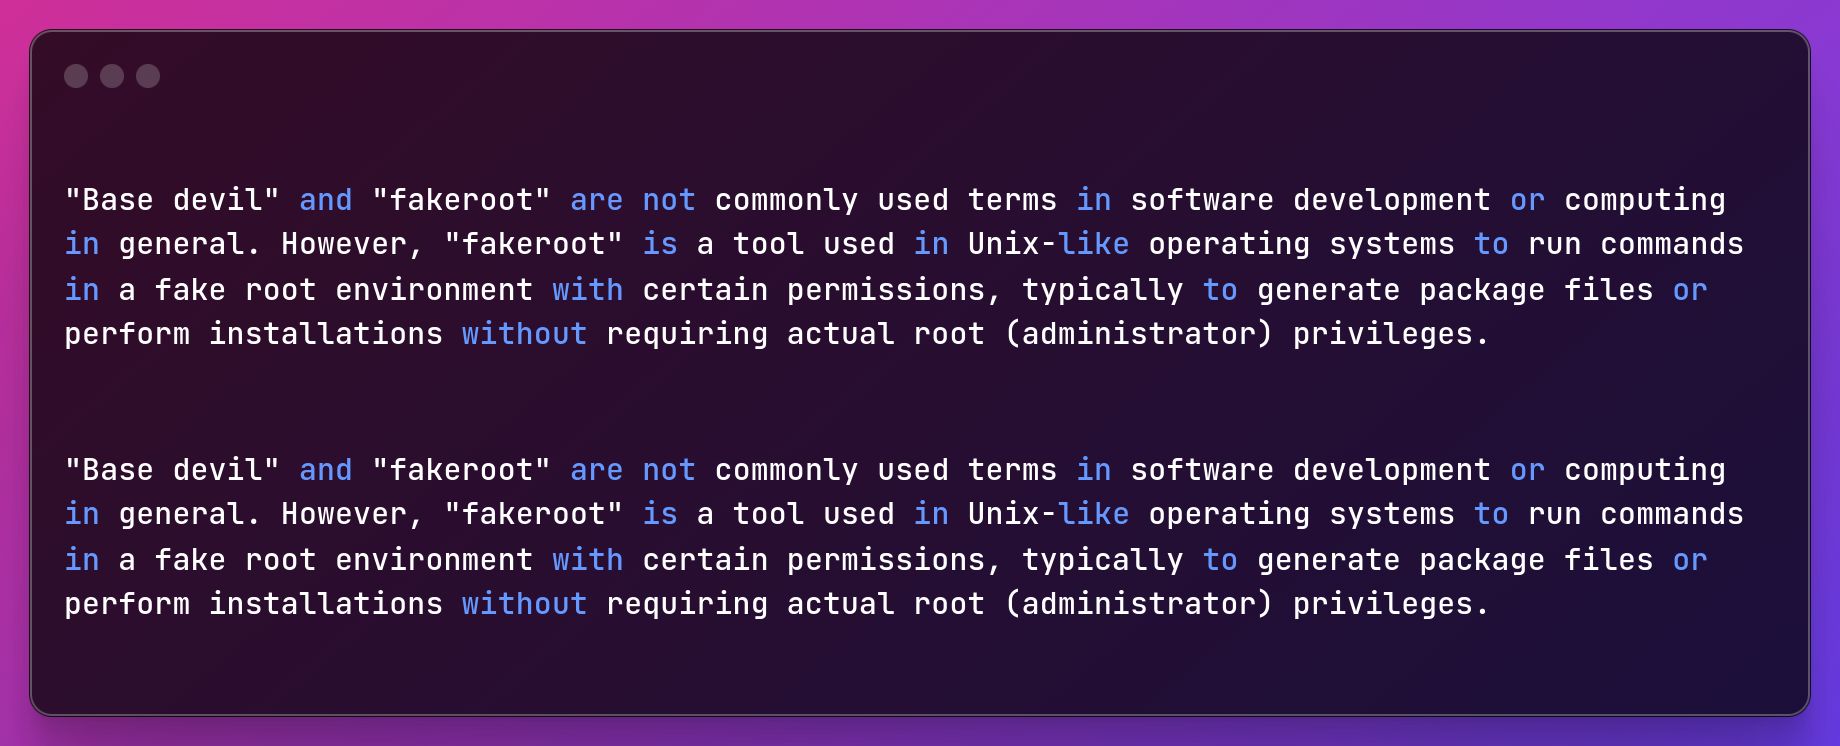 "Base devil" and "fakeroot" are not commonly used terms in software development or computing
in general. However, "fakeroot" is a tool used in Unix-like operating systems to run commands
in a fake root environment with certain permissions, typically to generate package files or
perform installations without requiring actual root (administrator) privileges.
"Base devil" and "fakeroot" are not commonly used terms in software development or computing
in general. However, "fakeroot" is a tool used in Unix-like operating systems to run commands
in a fake root environment with certain permissions, typically to generate package files or
perform installations without requiring actual root (administrator) privileges.